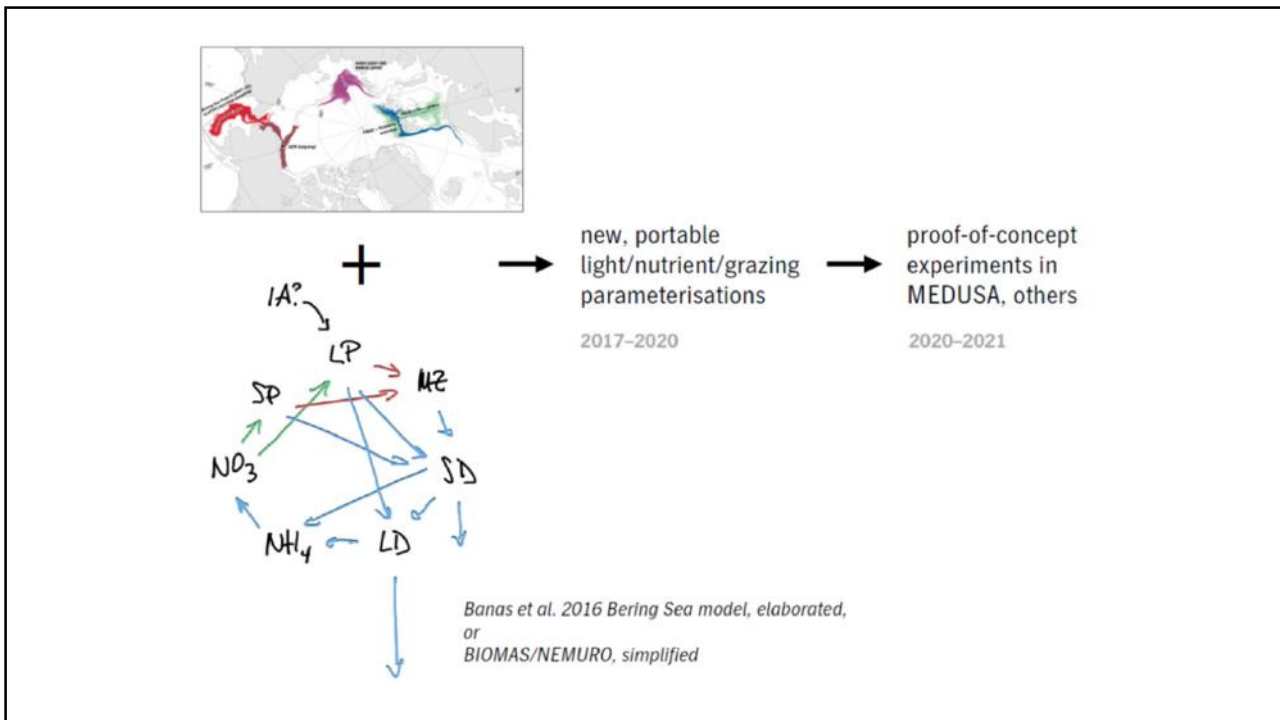 +
new, portable
light/nutrient/grazing
parameterisations
2017–2020
proof-of-concept
experiments in
MEDUSA, others
2020–2021
IA?
LP
MZ
SP
NO3
SD
NH4
LD
Banas et al. 2016 Bering Sea model, elaborated,
or
BIOMAS/NEMURO, simplified